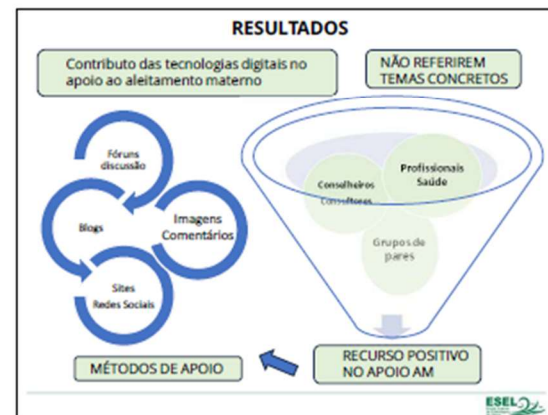 RESULTADOS
Contributo das tecnologias digitais no
apoio ao aleitamento materno
NÃO REFERIREM
TEMAS CONCRETOS
Fóruns
discussão
Blogs
Imagens
Comentários
Sites
Redes Sociais
Conselheiros
Consultores
Profissionais
Saúde
Grupos de
pares
MÉTODOS DE APOIO
RECURSO POSITIVO
NO APOIO AM
ESEL